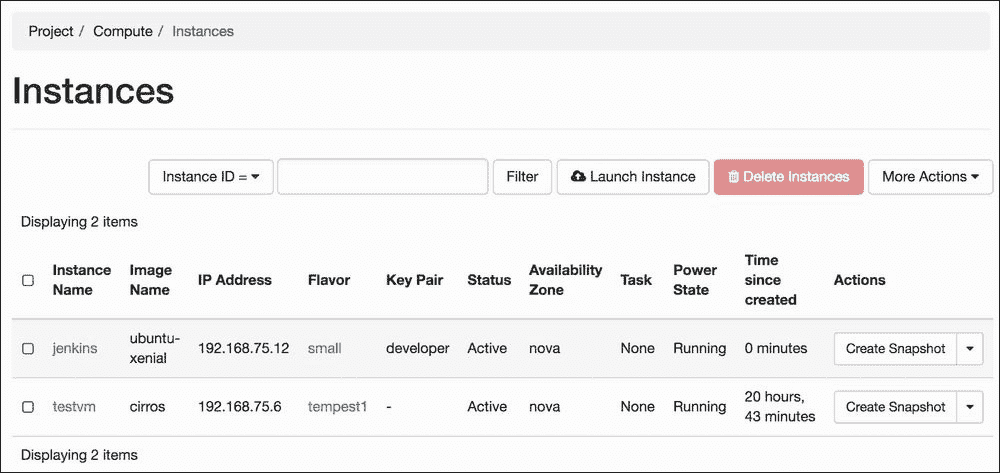 Project / Compute / Instances
Instances
Instance ID = Filter Launch Instance Delete Instances More Actions
Displaying 2 items
Instance Name Image Name IP Address Flavor Key Pair Status Availability Zone Task Power State Time since created Actions
jenkins ubuntu-xenial 192.168.75.12 small developer Active nova None Running 0 minutes Create Snapshot
testvm cirros 192.168.75.6 tempest1 - Active nova None Running 20 hours, 43 minutes Create Snapshot
Displaying 2 items